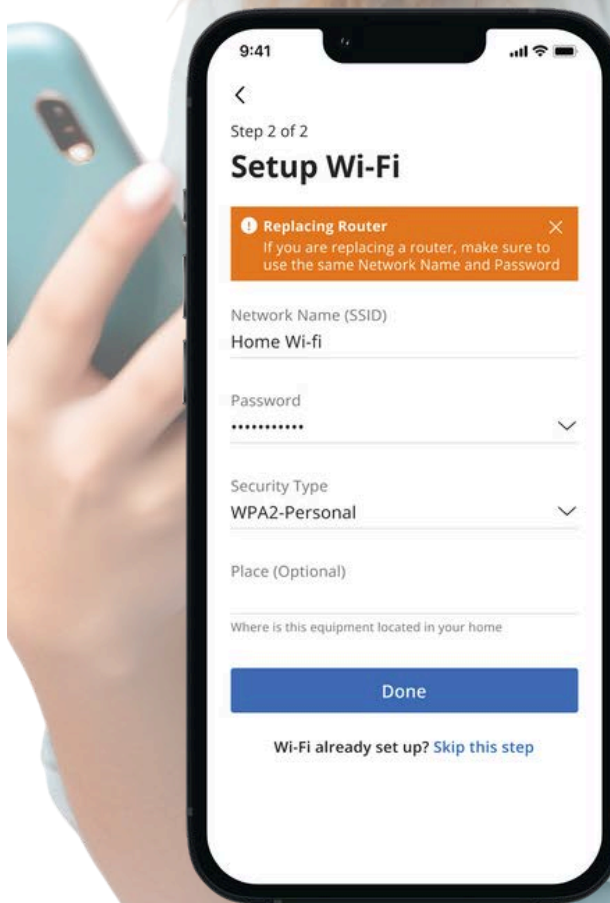 9:41
Step 2 of 2
Setup Wi-Fi
Replacing Router
If you are replacing a router, make sure to
use the same Network Name and Password
Network Name (SSID)
Home Wi-fi
Password
•••••••••••
Security Type
WPA2-Personal
Place (Optional)
Where is this equipment located in your home
Done
Wi-Fi already set up? Skip this step